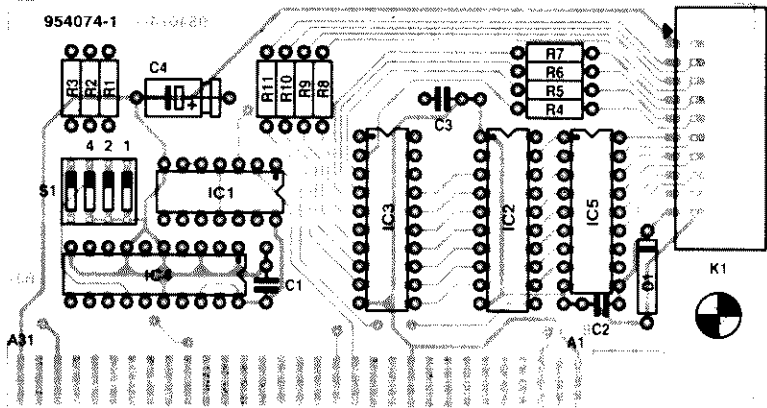 954074-1
R3 R2 R1
C4
R11 R10 R9 R8
R7
R6
R5
R4
C3
4 2 1
S1
IC1
IC3
IC2
IC5
C1
D1
K1
C2
A31
A1